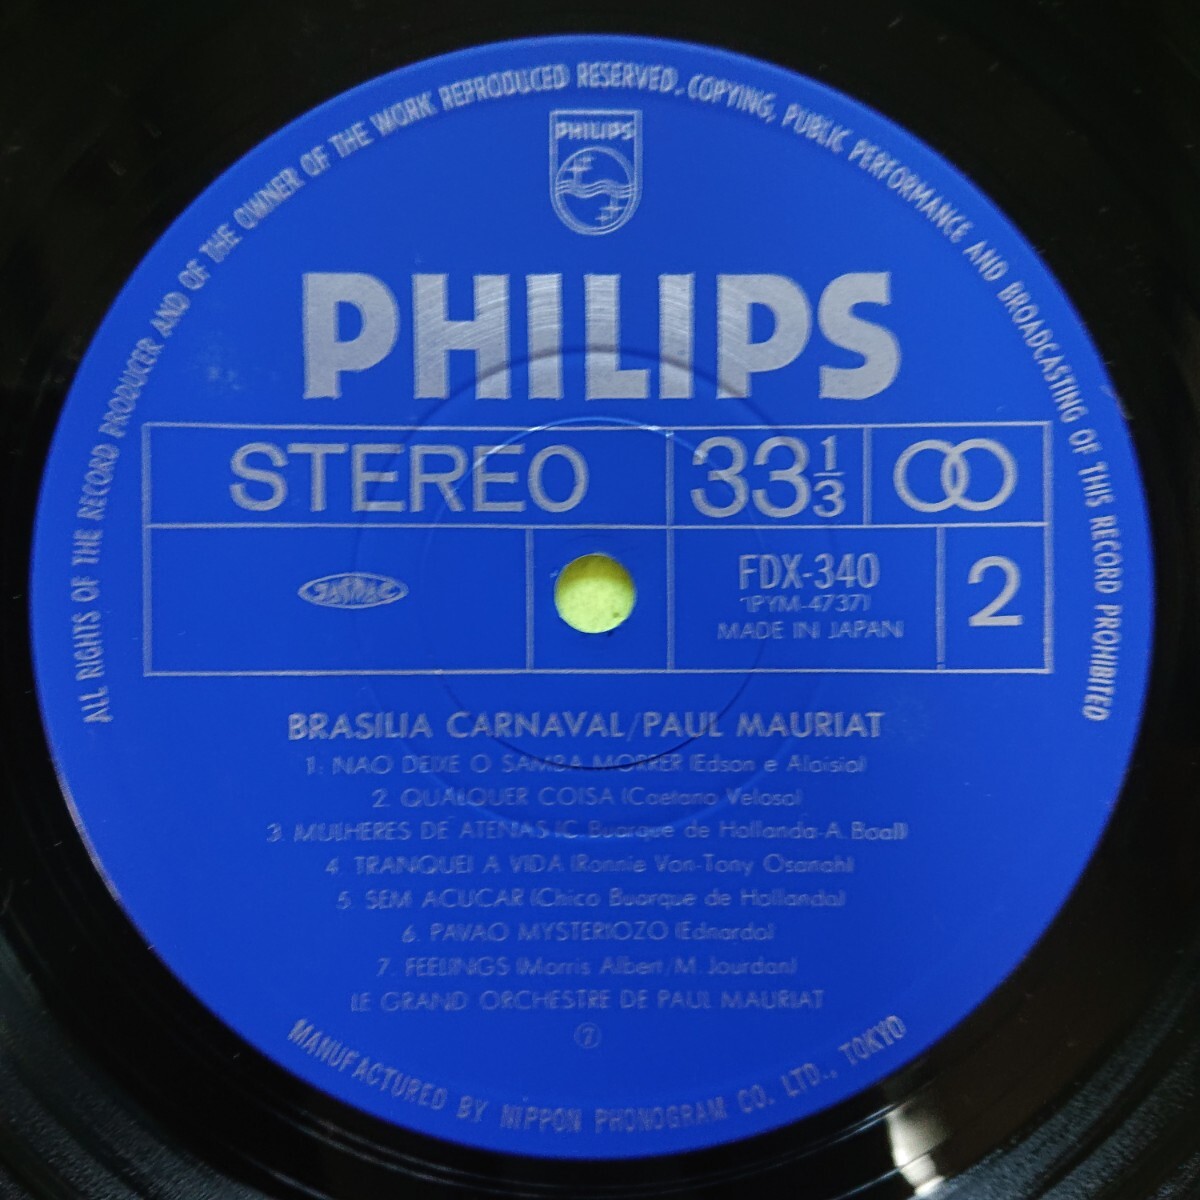 ALL RIGHTS OF THE RECORD PRODUCER AND OF THE OWNER OF THE WORK REPRODUCED RESERVED. COPYING, PUBLIC PERFORMANCE AND BROADCASTING OF THIS RECORD PROHIBITED
PHILIPS
PHILIPS
STEREO
33 1/3
JASRAC
FDX-340
(PYM-4737)
MADE IN JAPAN
2
BRASILIA CARNAVAL/PAUL MAURIAT
1. NAO DEIXE O SAMBA MORRER (Edson e Aloisio)
2. QUALQUER COISA (Caetano Veloso)
3. MULHERES DE ATENAS (C. Buarque de Hollanda-A. Boal)
4. TRANQUEI A VIDA (Ronnie Von-Tony Osanah)
5. SEM ACUCAR (Chico Buarque de Hollanda)
6. PAVAO MYSTERIOZO (Ednardo)
7. FEELINGS (Morris Albert/M. Jourdan)
LE GRAND ORCHESTRE DE PAUL MAURIAT
⑦
MANUFACTURED BY NIPPON PHONOGRAM CO. LTD., TOKYO